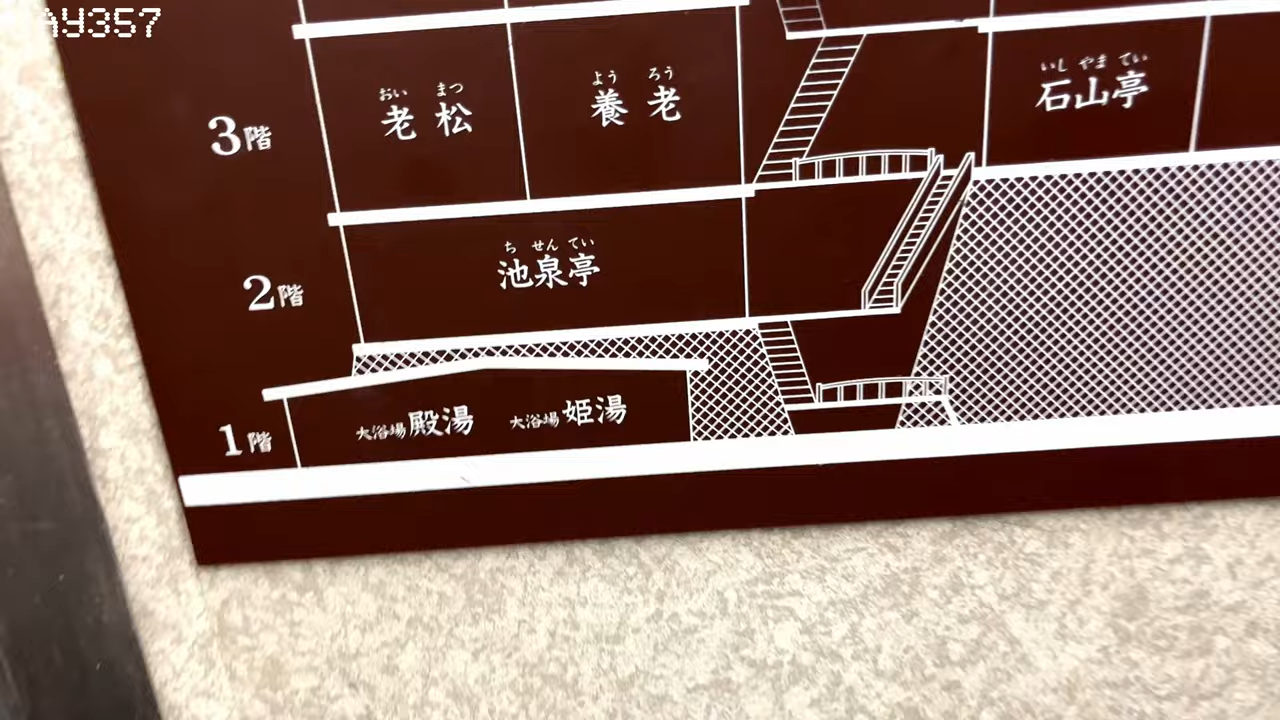 AY357
3階
おい まつ
老松
よう ろう
養老
いし やま てい
石山亭
2階
ち せん てい
池泉亭
1階
大浴場殿湯
大浴場姫湯